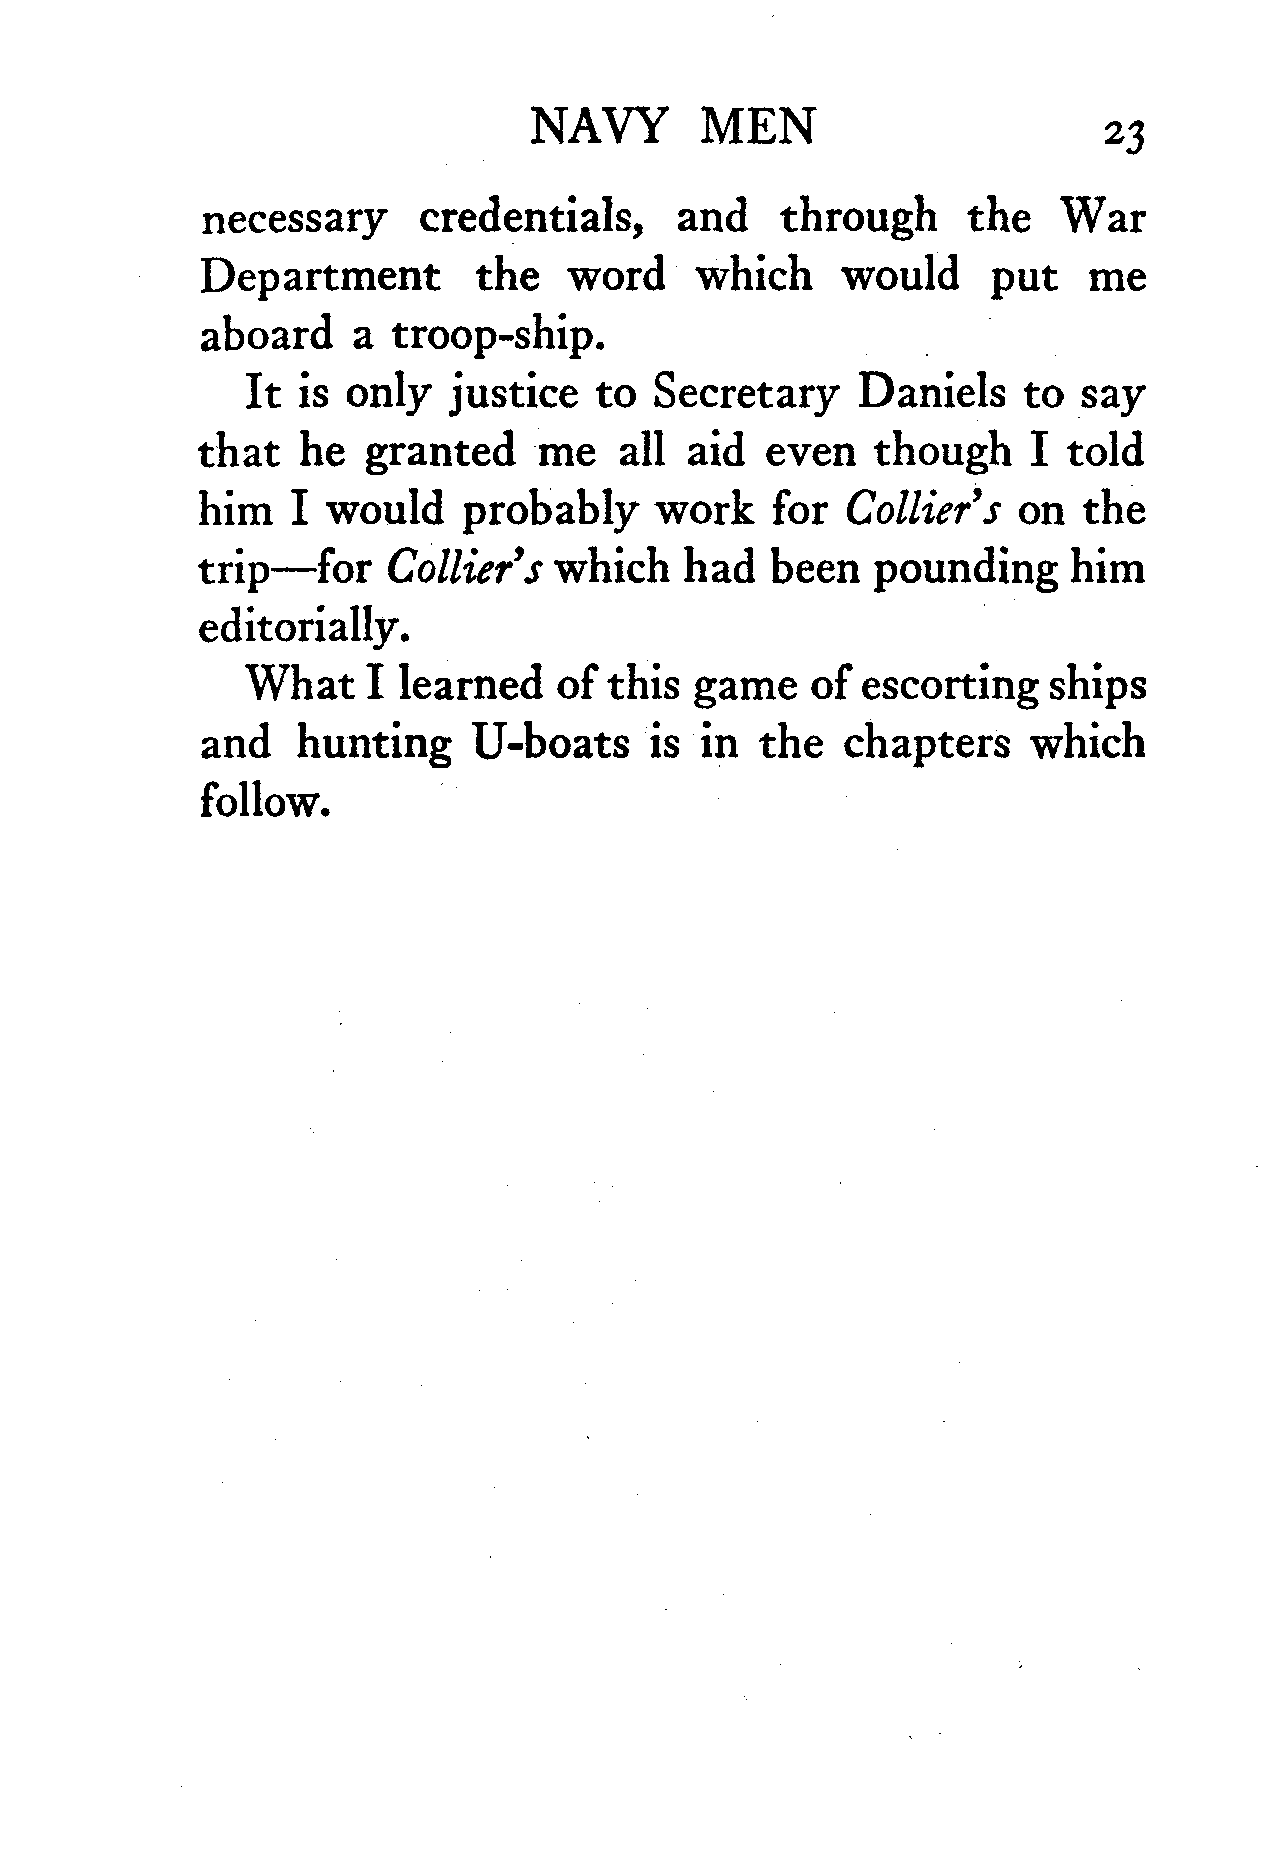 NAVY MEN 23
necessary credentials, and through the War
Department the word which would put me
aboard a troop-ship.
It is only justice to Secretary Daniels to say
that he granted me all aid even though I told
him I would probably work for Collier's on the
trip—for Collier's which had been pounding him
editorially.
What I learned of this game of escorting ships
and hunting U-boats is in the chapters which
follow.